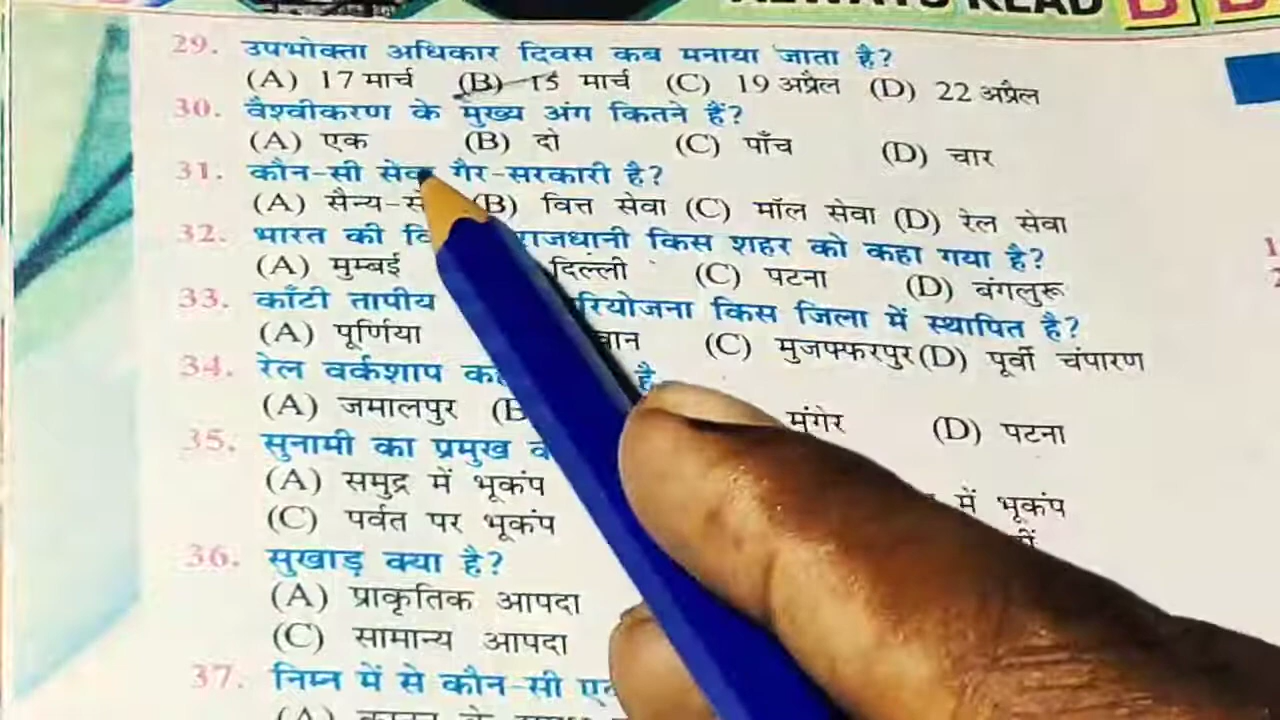 ALWAYS READ B B
29. उपभोक्ता अधिकार दिवस कब मनाया जाता है?
(A) 17 मार्च (B) 15 मार्च (C) 19 अप्रैल (D) 22 अप्रैल
30. वैश्वीकरण के मुख्य अंग कितने हैं?
(A) एक (B) दो (C) पाँच (D) चार
31. कौन-सी सेवा गैर-सरकारी है?
(A) सैन्य-से (B) वित्त सेवा (C) मॉल सेवा (D) रेल सेवा
32. भारत की वि राजधानी किस शहर को कहा गया है?
(A) मुम्बई दिल्ली (C) पटना (D) बंगलुरू
33. काँटी तापीय रियोजना किस जिला में स्थापित है?
(A) पूर्णिया वान (C) मुजफ्फरपुर (D) पूर्वी चंपारण
34. रेल वर्कशाप कहाँ है
(A) जमालपुर (B मुंगेर (D) पटना
35. सुनामी का प्रमुख
(A) समुद्र में भूकंप में भूकंप
(C) पर्वत पर भूकंप
36. सुखाड़ क्या है?
(A) प्राकृतिक आपदा
(C) सामान्य आपदा
37. निम्न में से कौन-सी